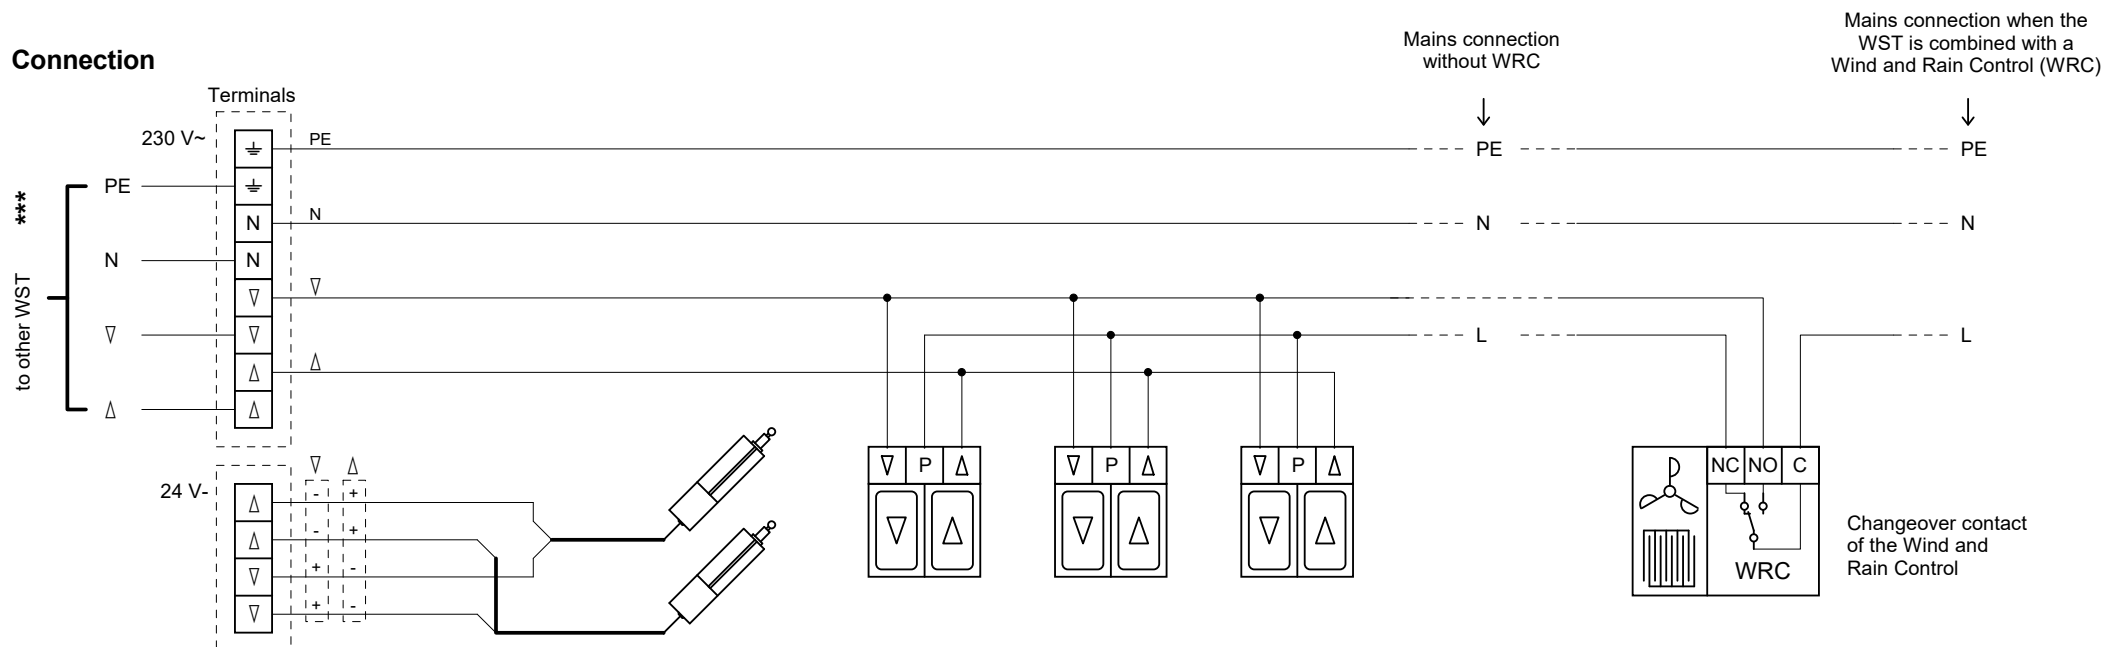 Connection
Mains connection
without WRC
Mains connection when the
WST is combined with a
Wind and Rain Control (WRC)
Terminals
230 V~
PE
PE
PE
PE
N
N
N
N
N
N
L
L
to other WST ***
▽
▽
▽
▽
△
△
△
△
24 V-
▽ △
△ - +
△ - +
▽ + -
▽ + -
▽ P △
▽ P △
▽ P △
▽ △
▽ △
▽ △
NC NO C
WRC
Changeover contact
of the Wind and
Rain Control